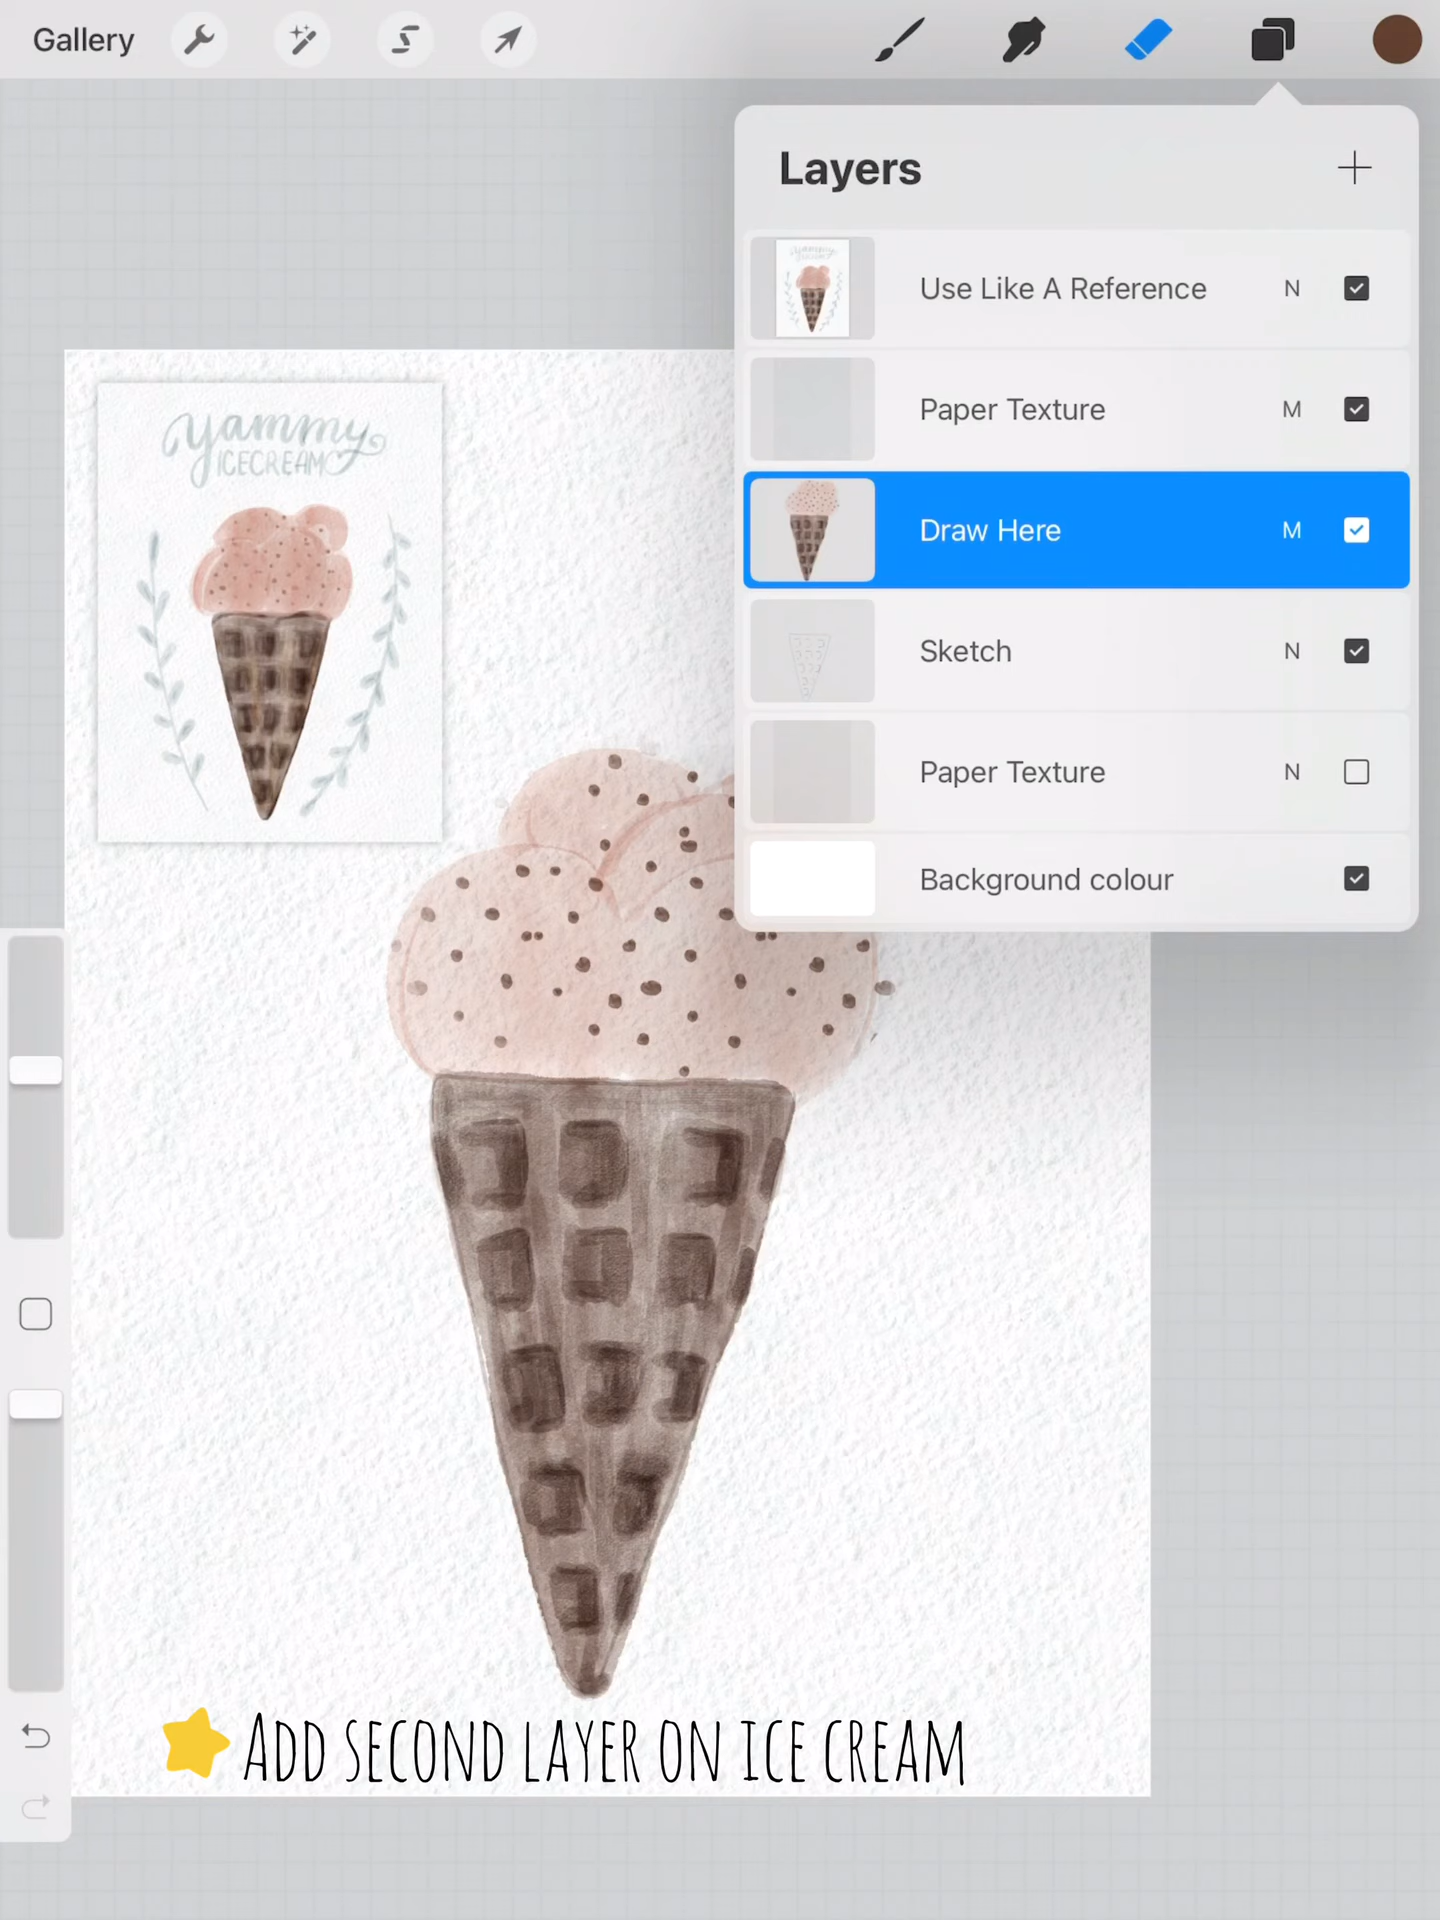 Gallery
Layers
Use Like A Reference N
Paper Texture M
Draw Here M
Sketch N
Paper Texture N
Background colour
yammy
ICECREAM
ADD SECOND LAYER ON ICE CREAM